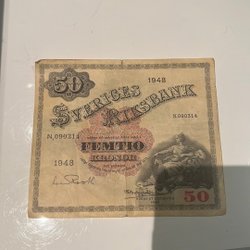 50 1948
SVERIGES
RIKSBANK
N,090314
N,090314
FEMTIO
KRONOR
1948
50